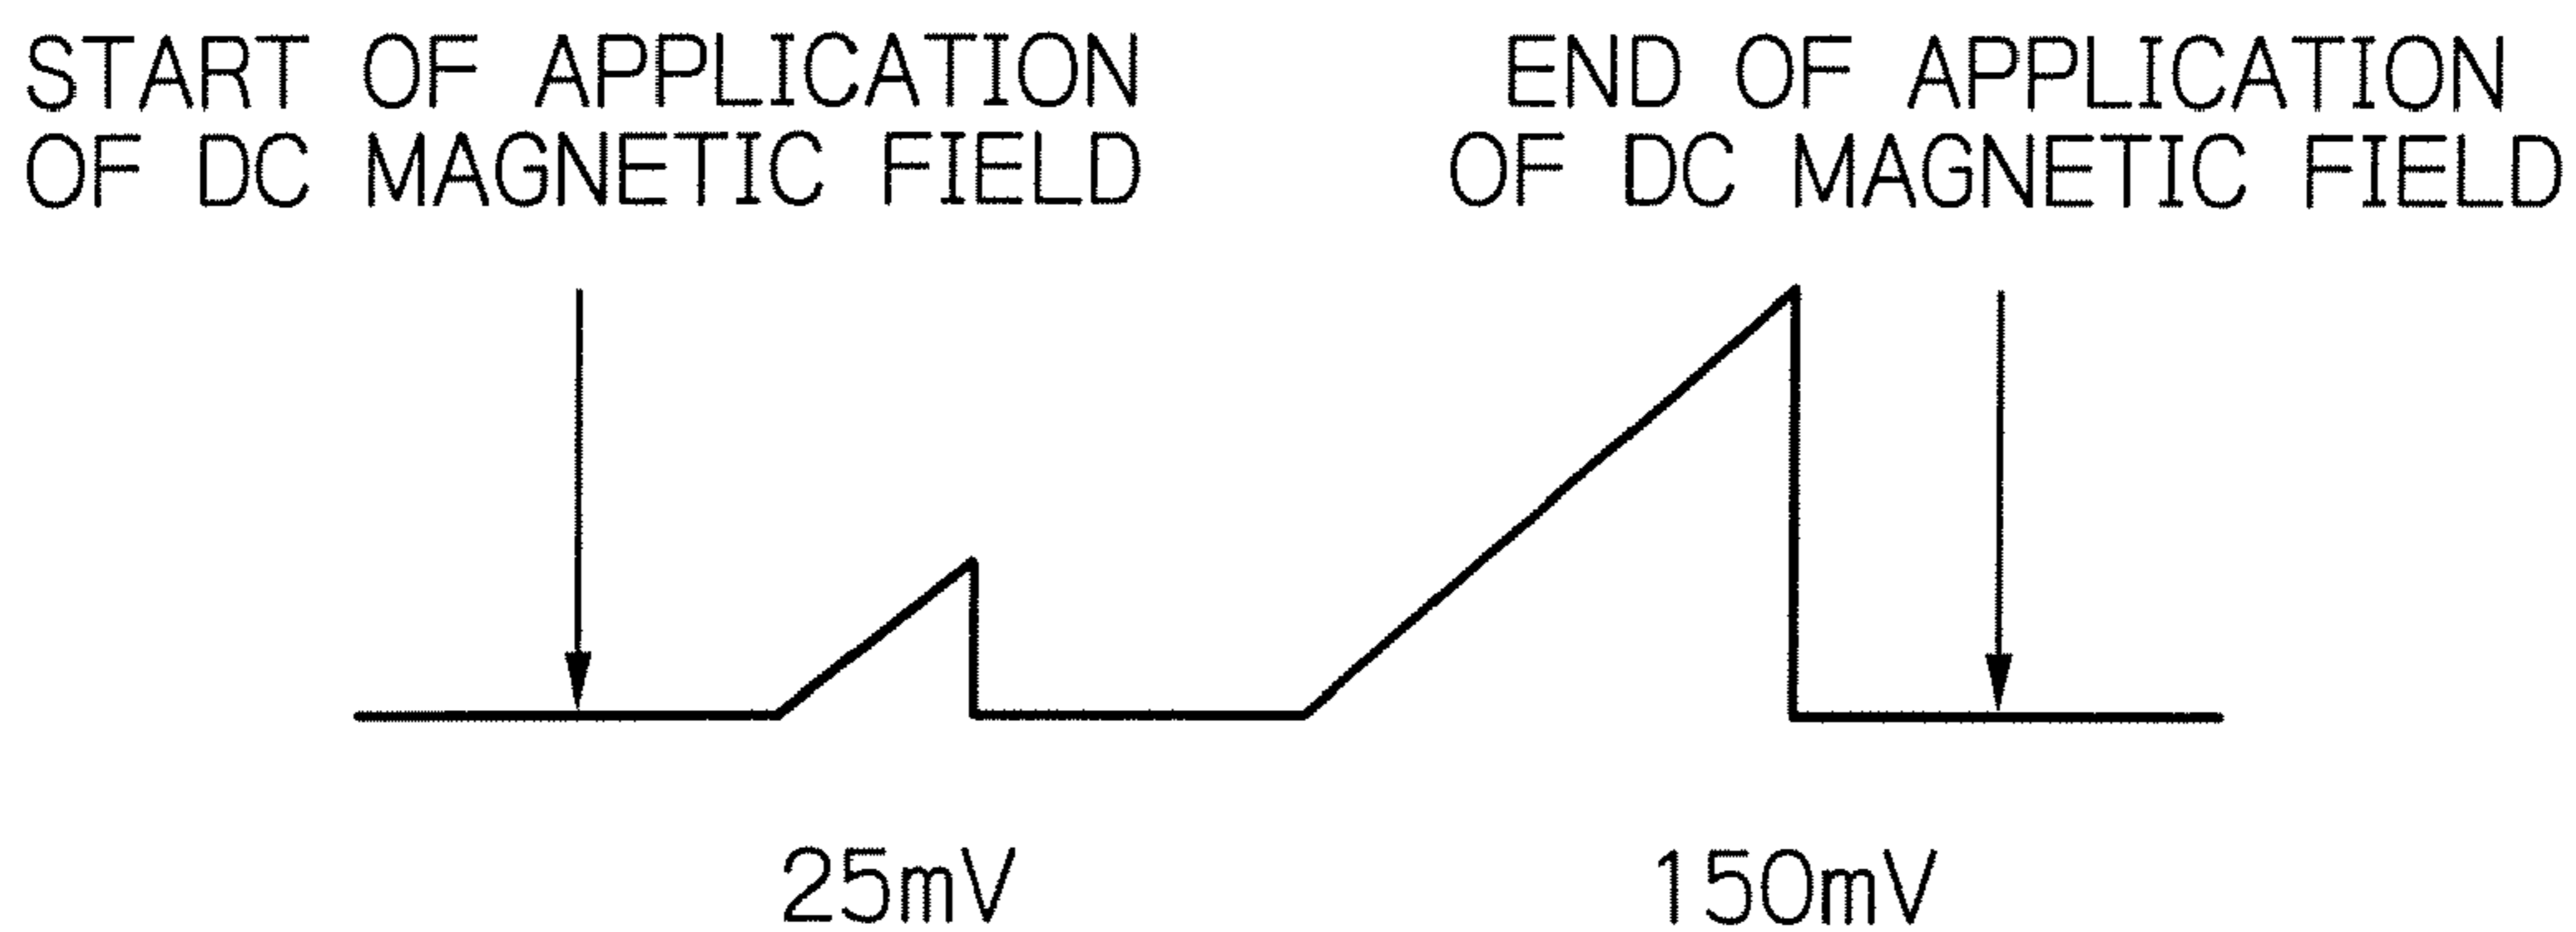 START OF APPLICATION
OF DC MAGNETIC FIELD
END OF APPLICATION
OF DC MAGNETIC FIELD
25mV
150mV